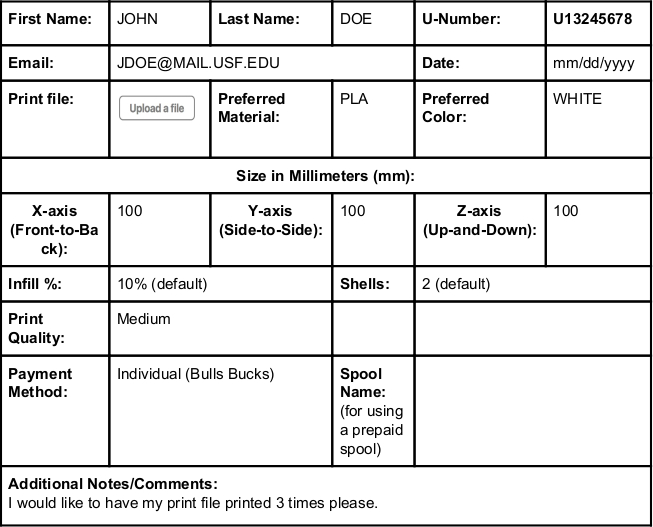 First Name: JOHN Last Name: DOE U-Number: U13245678
Email: JDOE@MAIL.USF.EDU Date: mm/dd/yyyy
Print file: Upload a file Preferred Material: PLA Preferred Color: WHITE
Size in Millimeters (mm):
X-axis (Front-to-Ba
ck): 100 Y-axis (Side-to-Side): 100 Z-axis (Up-and-Down): 100
Infill %: 10% (default) Shells: 2 (default)
Print Quality: Medium
Payment Method: Individual (Bulls Bucks) Spool Name:
(for using
a prepaid
spool)
Additional Notes/Comments:
I would like to have my print file printed 3 times please.